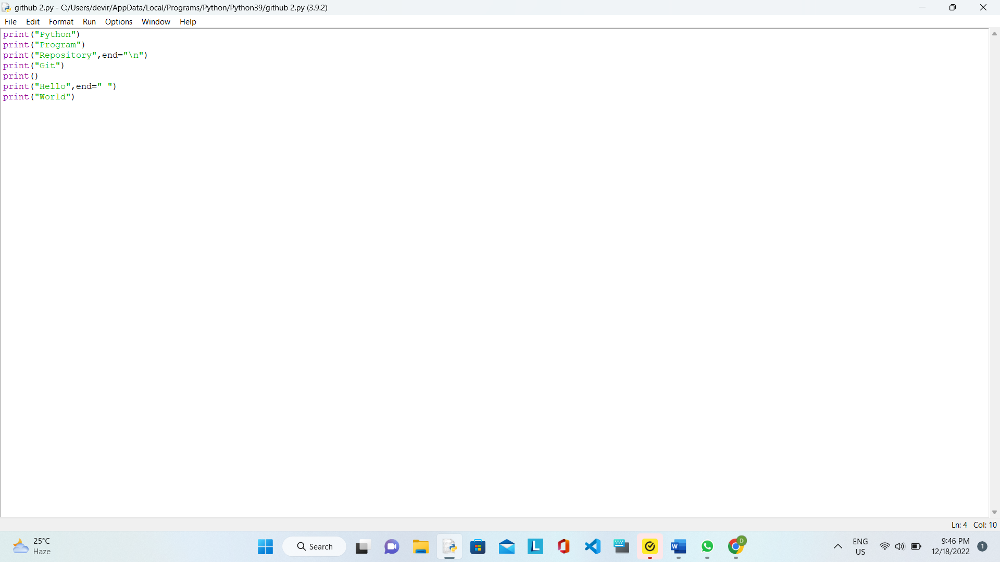 github 2.py - C:/Users/devir/AppData/Local/Programs/Python/Python39/github 2.py (3.9.2)
File Edit Format Run Options Window Help
print("Python")
print("Program")
print("Repository",end="\n")
print("Git")
print()
print("Hello",end=" ")
print("World")
Ln: 4 Col: 10
25°C
Haze
Search
L
W
D
ENG
US
9:46 PM
12/18/2022
1